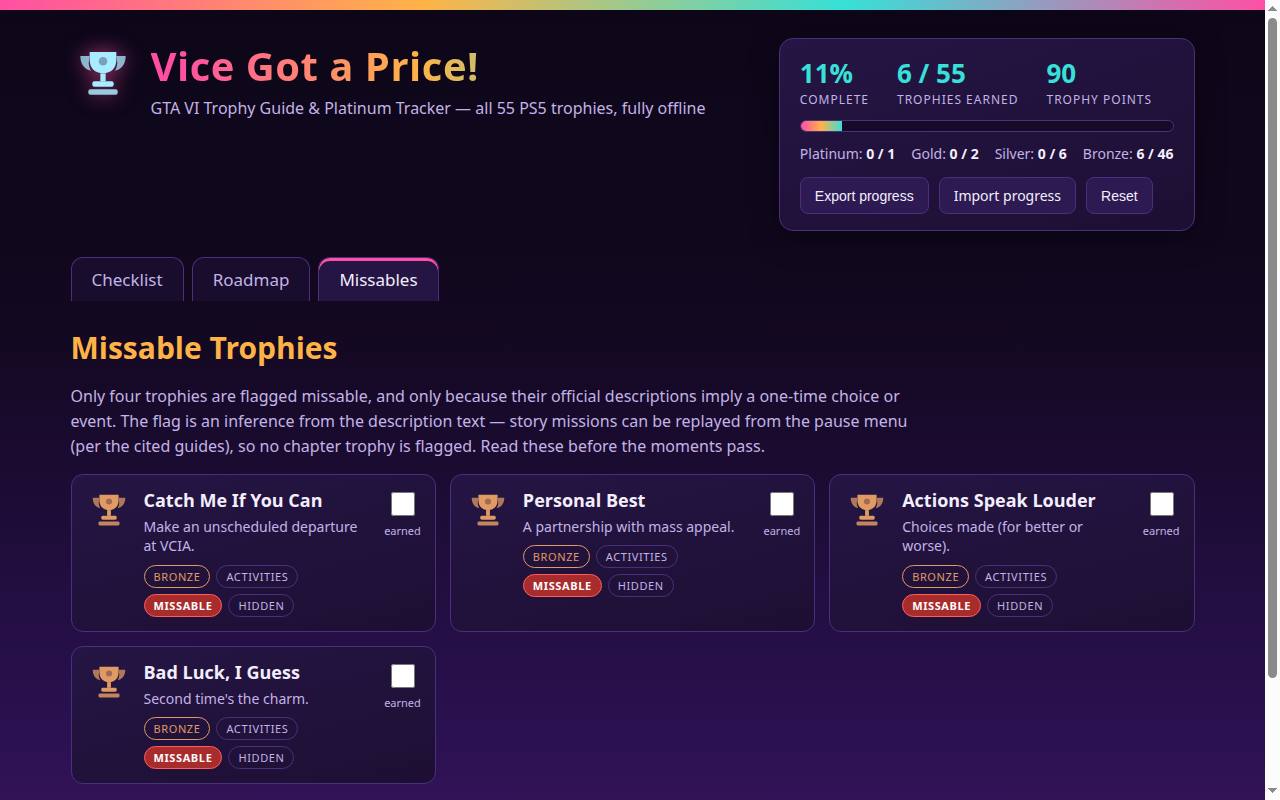 Vice Got a Price!
GTA VI Trophy Guide & Platinum Tracker — all 55 PS5 trophies, fully offline
11%
COMPLETE
6 / 55
TROPHIES EARNED
90
TROPHY POINTS
Platinum: 0 / 1 Gold: 0 / 2 Silver: 0 / 6 Bronze: 6 / 46
Export progress
Import progress
Reset
Checklist
Roadmap
Missables
Missable Trophies
Only four trophies are flagged missable, and only because their official descriptions imply a one-time choice or
event. The flag is an inference from the description text — story missions can be replayed from the pause menu
(per the cited guides), so no chapter trophy is flagged. Read these before the moments pass.
Catch Me If You Can
Make an unscheduled departure
at VCIA.
BRONZE ACTIVITIES
MISSABLE HIDDEN
earned
Personal Best
A partnership with mass appeal.
BRONZE ACTIVITIES
MISSABLE HIDDEN
earned
Actions Speak Louder
Choices made (for better or
worse).
BRONZE ACTIVITIES
MISSABLE HIDDEN
earned
Bad Luck, I Guess
Second time's the charm.
BRONZE ACTIVITIES
MISSABLE HIDDEN
earned